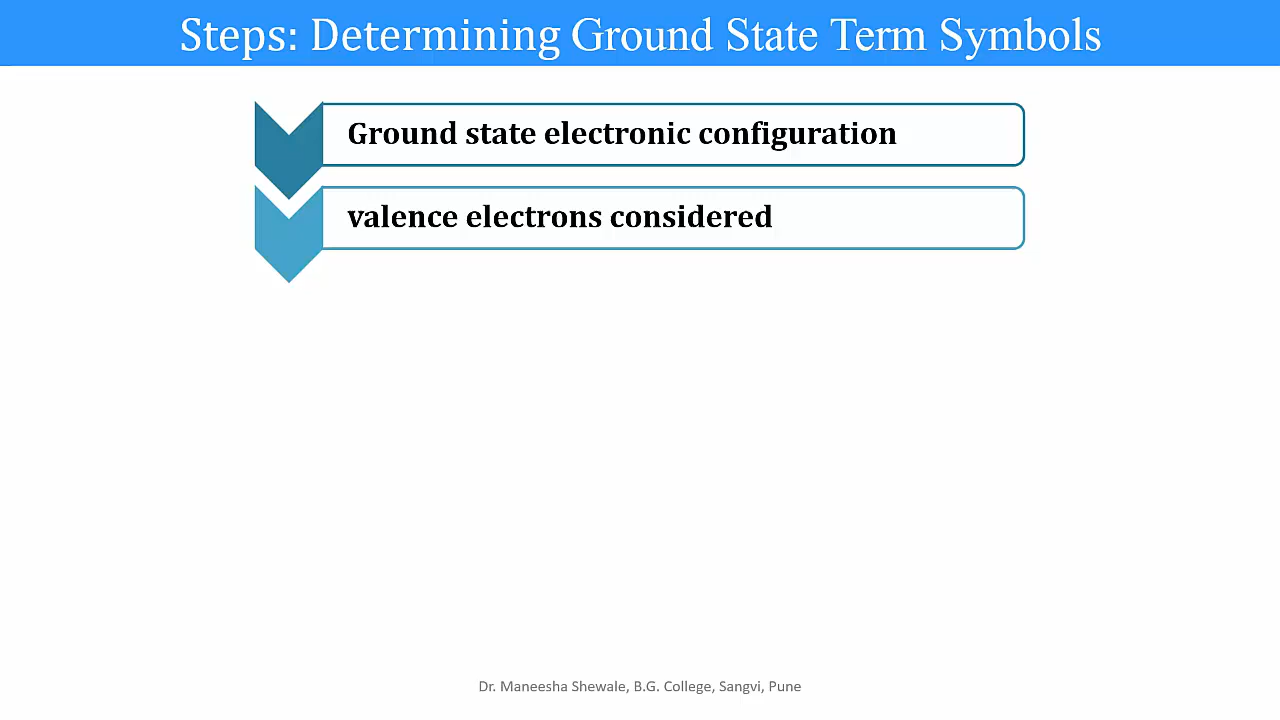 Steps: Determining Ground State Term Symbols
Ground state electronic configuration
valence electrons considered
Dr. Maneesha Shewale, B.G. College, Sangvi, Pune